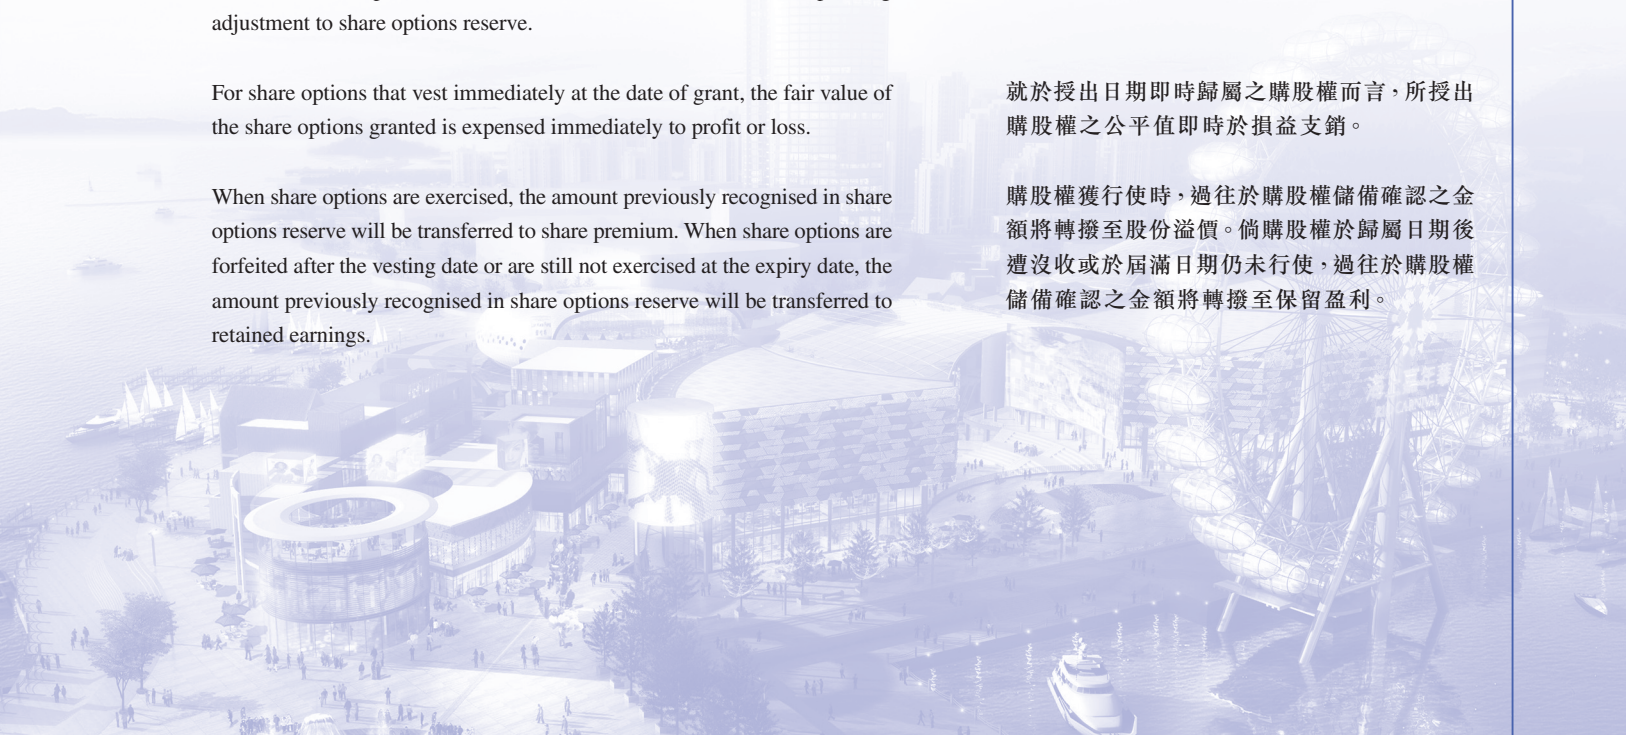 adjustment to share options reserve.
For share options that vest immediately at the date of grant, the fair value of
the share options granted is expensed immediately to profit or loss.
When share options are exercised, the amount previously recognised in share
options reserve will be transferred to share premium. When share options are
forfeited after the vesting date or are still not exercised at the expiry date, the
amount previously recognised in share options reserve will be transferred to
retained earnings.
就於授出日期即時歸屬之購股權而言，所授出
購股權之公平值即時於損益支銷。
購股權獲行使時，過往於購股權儲備確認之金
額將轉撥至股份溢價。倘購股權於歸屬日期後
遭沒收或於屆滿日期仍未行使，過往於購股權
儲備確認之金額將轉撥至保留盈利。